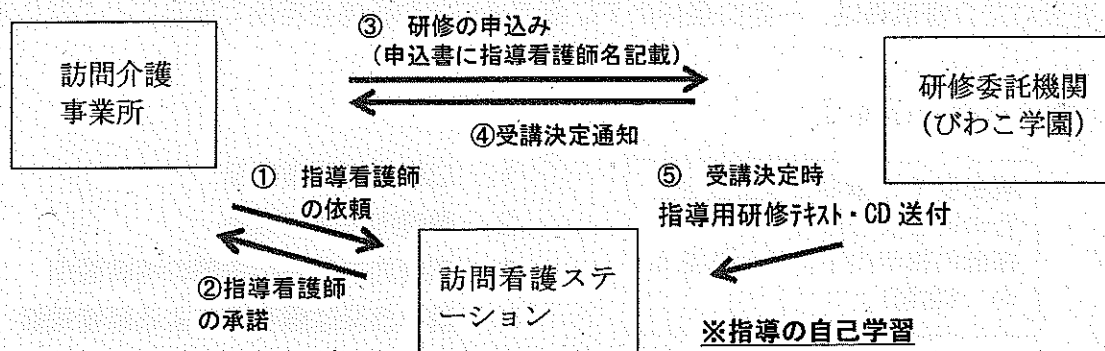 ③ 研修の申込み
(申込書に指導看護師名記載)
訪問介護
事業所
研修委託機関
(びわこ学園)
④受講決定通知
① 指導看護師
の依頼
⑤ 受講決定時
指導用研修テキスト・CD 送付
訪問看護ステ
ーション
②指導看護師
の承諾
※指導の自己学習